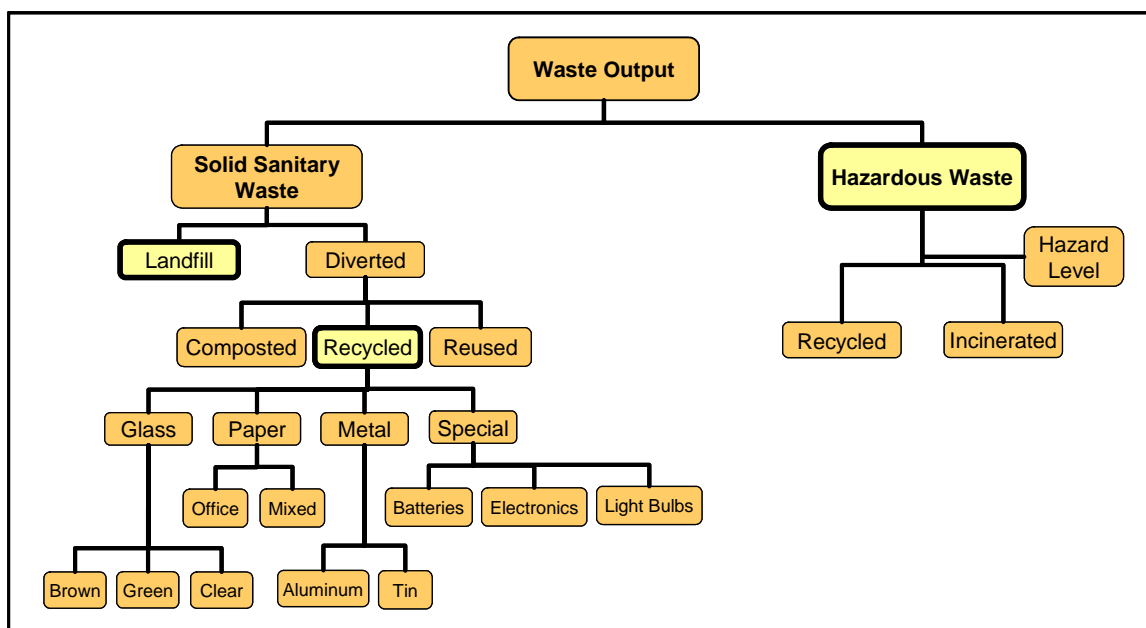 Waste Output
Solid Sanitary
Waste
Hazardous Waste
Landfill
Diverted
Hazard
Level
Composted
Recycled
Reused
Recycled
Incinerated
Glass
Paper
Metal
Special
Office
Mixed
Batteries
Electronics
Light Bulbs
Brown
Green
Clear
Aluminum
Tin